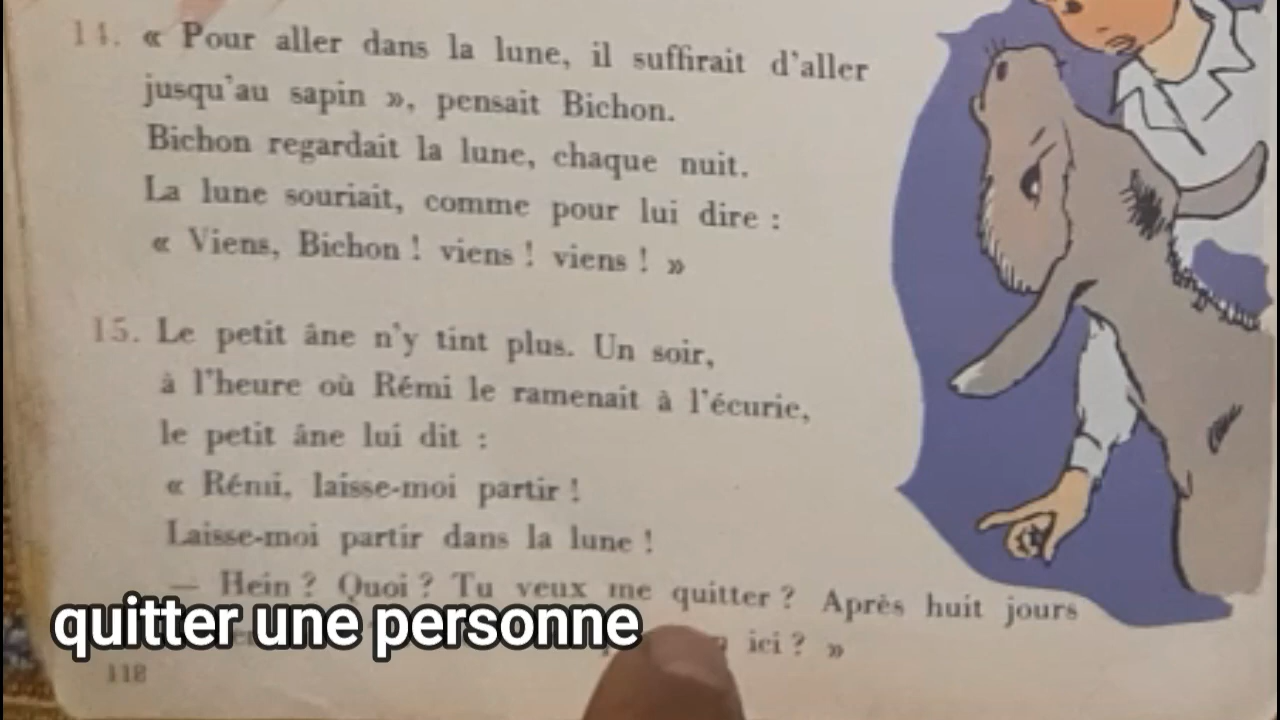 14. « Pour aller dans la lune, il suffirait d'aller
jusqu'au sapin », pensait Bichon.
Bichon regardait la lune, chaque nuit.
La lune souriait, comme pour lui dire :
« Viens, Bichon ! viens ! viens ! »
15. Le petit âne n'y tint plus. Un soir,
à l'heure où Rémi le ramenait à l'écurie,
le petit âne lui dit :
« Rémi, laisse-moi partir !
Laisse-moi partir dans la lune !
— Hein ? Quoi ? Tu veux me quitter ? Après huit jours
ici ? »
quitter une personne
118